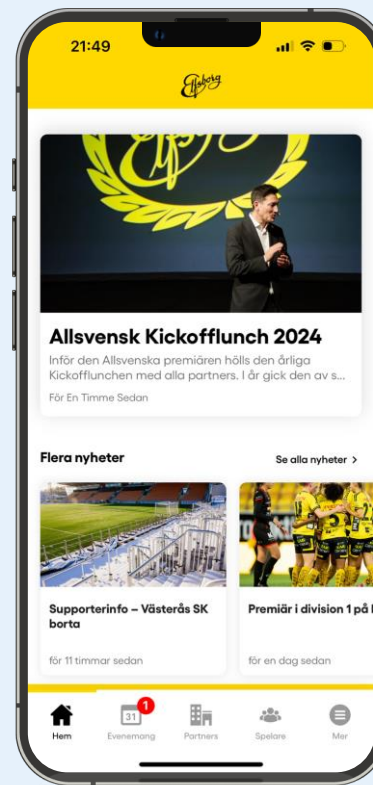 21:49
Elfsborg
Allsvensk Kickofflunch 2024
Inför den Allsvenska premiären hölls den årliga
Kickofflunchen med alla partners. I år gick den av s...
För En Timme Sedan
Flera nyheter
Se alla nyheter >
Supporterinfo – Västerås SK
borta
för 11 timmar sedan
Premiär i division 1 på
för en dag sedan
31
1
Hem
Evenemang
Partners
Spelare
Mer